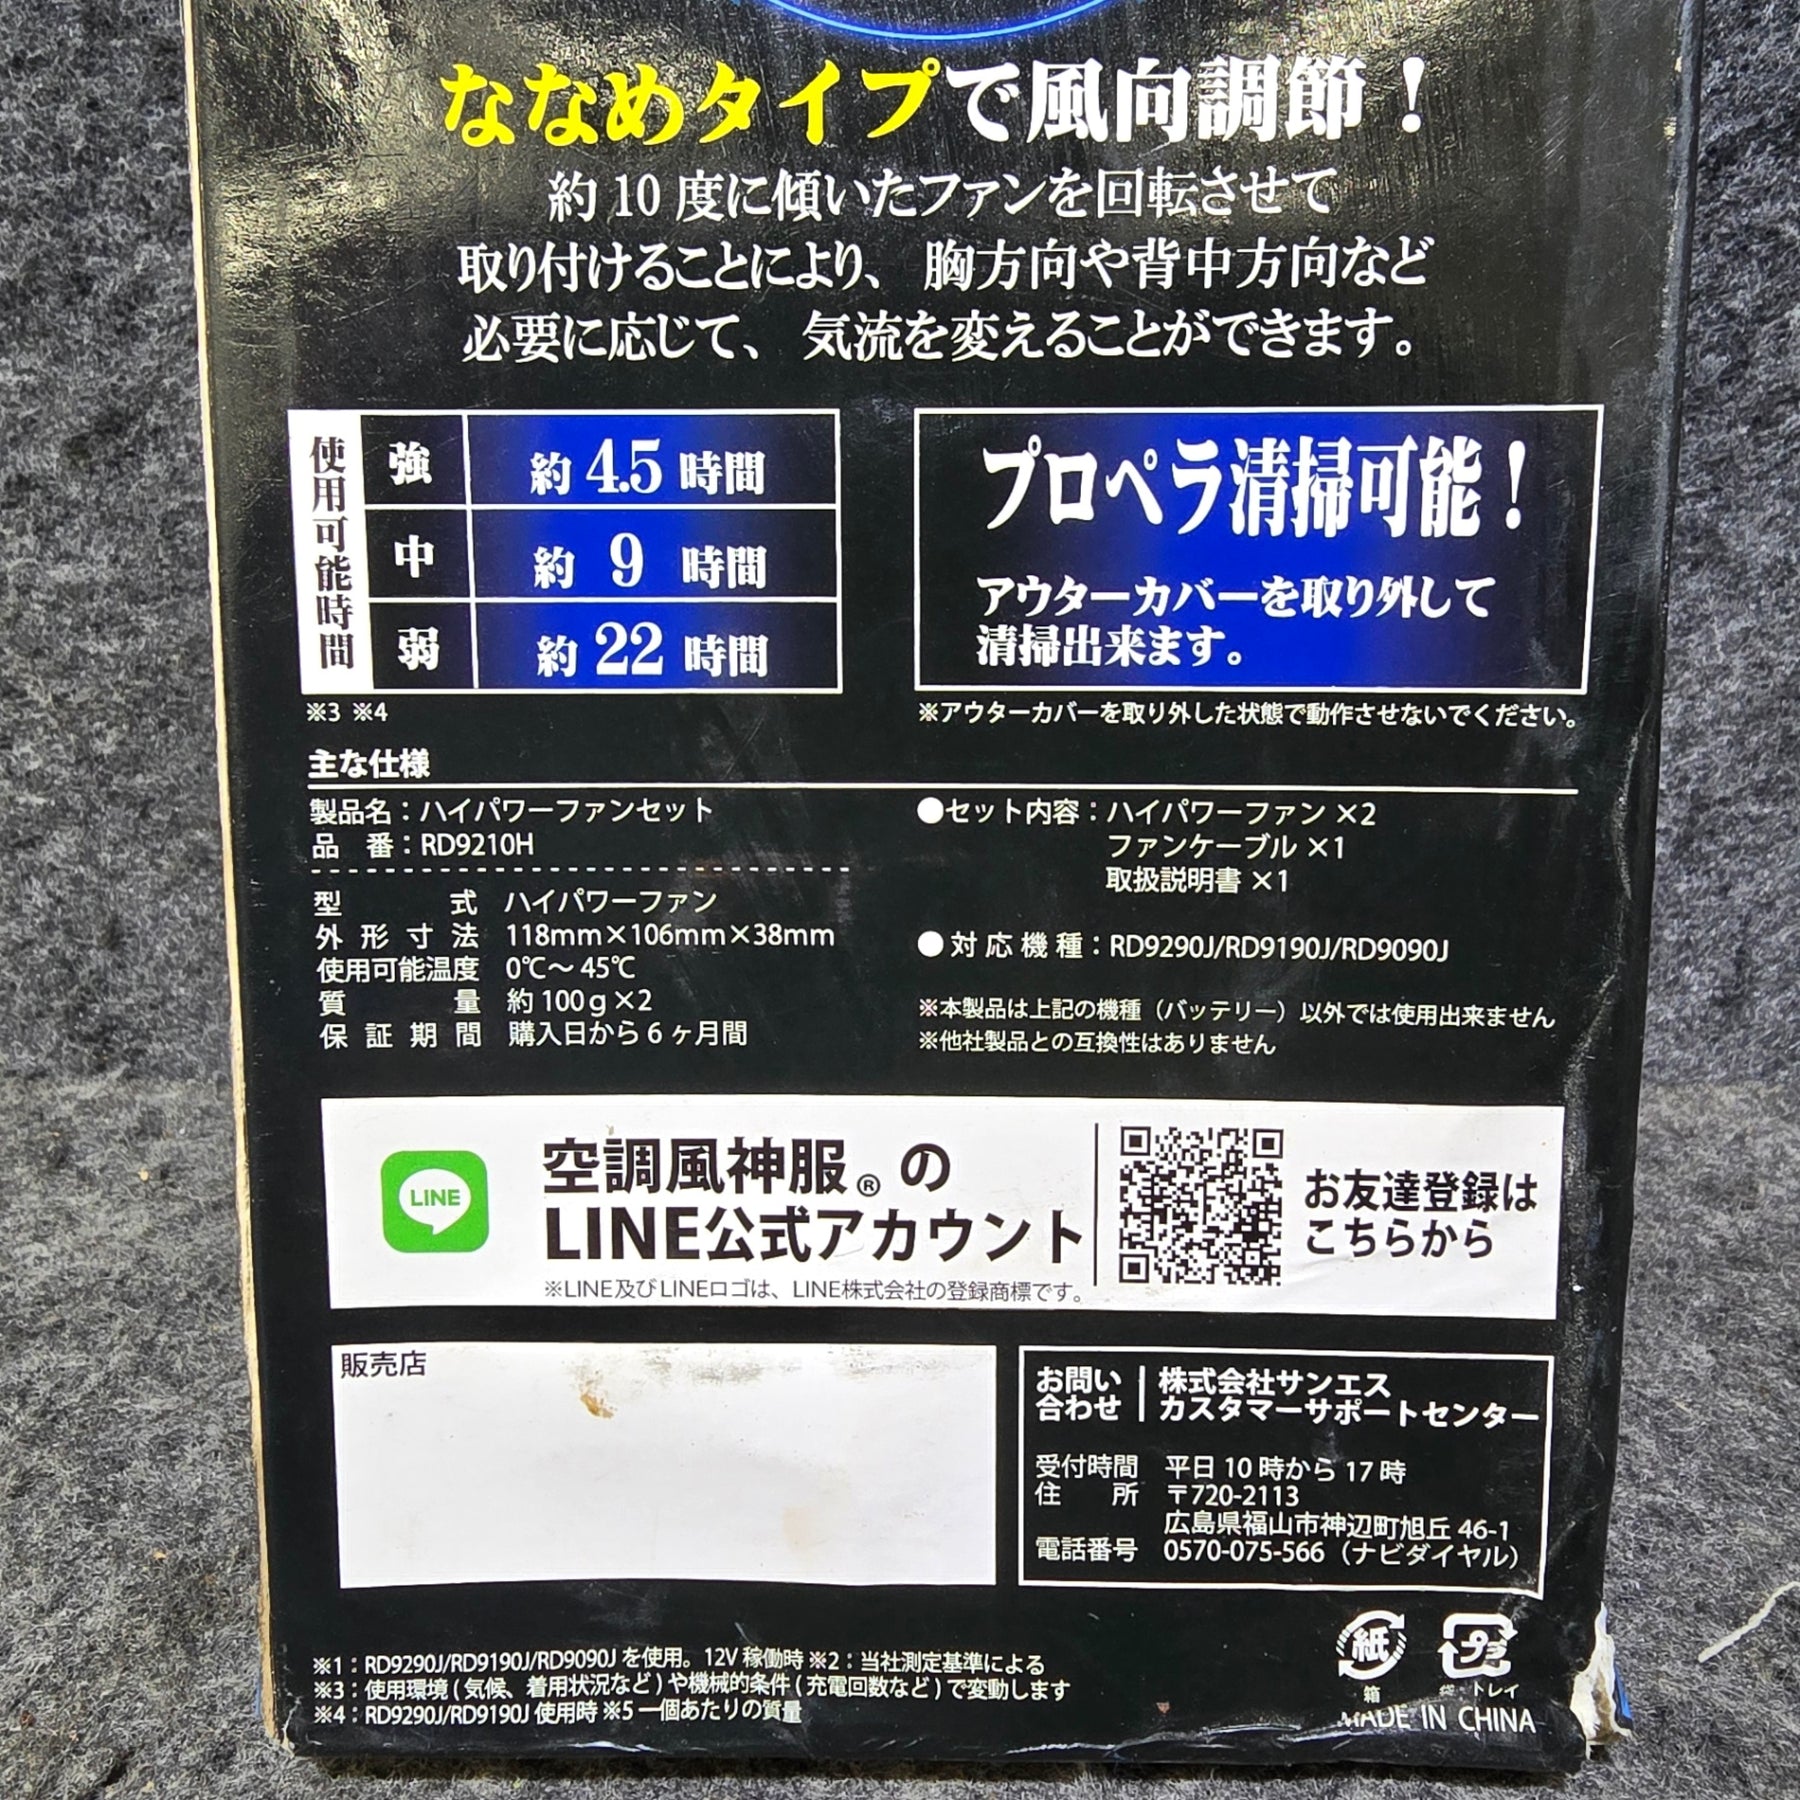 ななめタイプで風向調節！
約10度に傾いたファンを回転させて
取り付けることにより、胸方向や背中方向など
必要に応じて、気流を変えることができます。
使用可能時間
強 約4.5時間
中 約9時間
弱 約22時間
※3 ※4
プロペラ清掃可能！
アウターカバーを取り外して
清掃出来ます。
※アウターカバーを取り外した状態で動作させないでください。
主な仕様
製品名：ハイパワーファンセット
品　番：RD9210H
型式 ハイパワーファン
外形寸法 118mm×106mm×38mm
使用可能温度 0℃～45℃
質量 約100g×2
保証期間 購入日から6ヶ月間
●セット内容：ハイパワーファン×2
ファンケーブル×1
取扱説明書×1
●対応機種：RD9290J/RD9190J/RD9090J
※本製品は上記の機種（バッテリー）以外では使用出来ません
※他社製品との互換性はありません
LINE
空調風神服®の
LINE公式アカウント
※LINE及びLINEロゴは、LINE株式会社の登録商標です。
お友達登録は
こちらから
販売店
お問い
合わせ
株式会社サンエス
カスタマーサポートセンター
受付時間 平日10時から17時
住所 〒720-2113
広島県福山市神辺町旭丘46-1
電話番号 0570-075-566（ナビダイヤル）
※1：RD9290J/RD9190J/RD9090Jを使用。12V稼働時 ※2：当社測定基準による
※3：使用環境(気候、着用状況など)や機械的条件(充電回数など)で変動します
※4：RD9290J/RD9190J使用時 ※5 一個あたりの質量
紙
箱
プラ
袋・トレイ
MADE IN CHINA